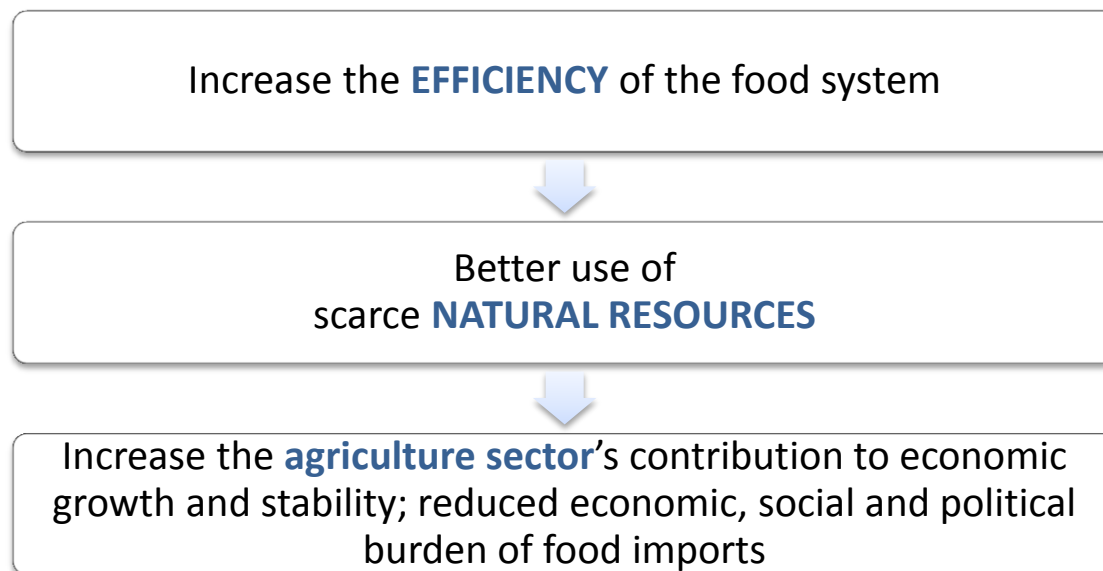 Increase the EFFICIENCY of the food system
Better use of
scarce NATURAL RESOURCES
Increase the agriculture sector’s contribution to economic
growth and stability; reduced economic, social and political
burden of food imports